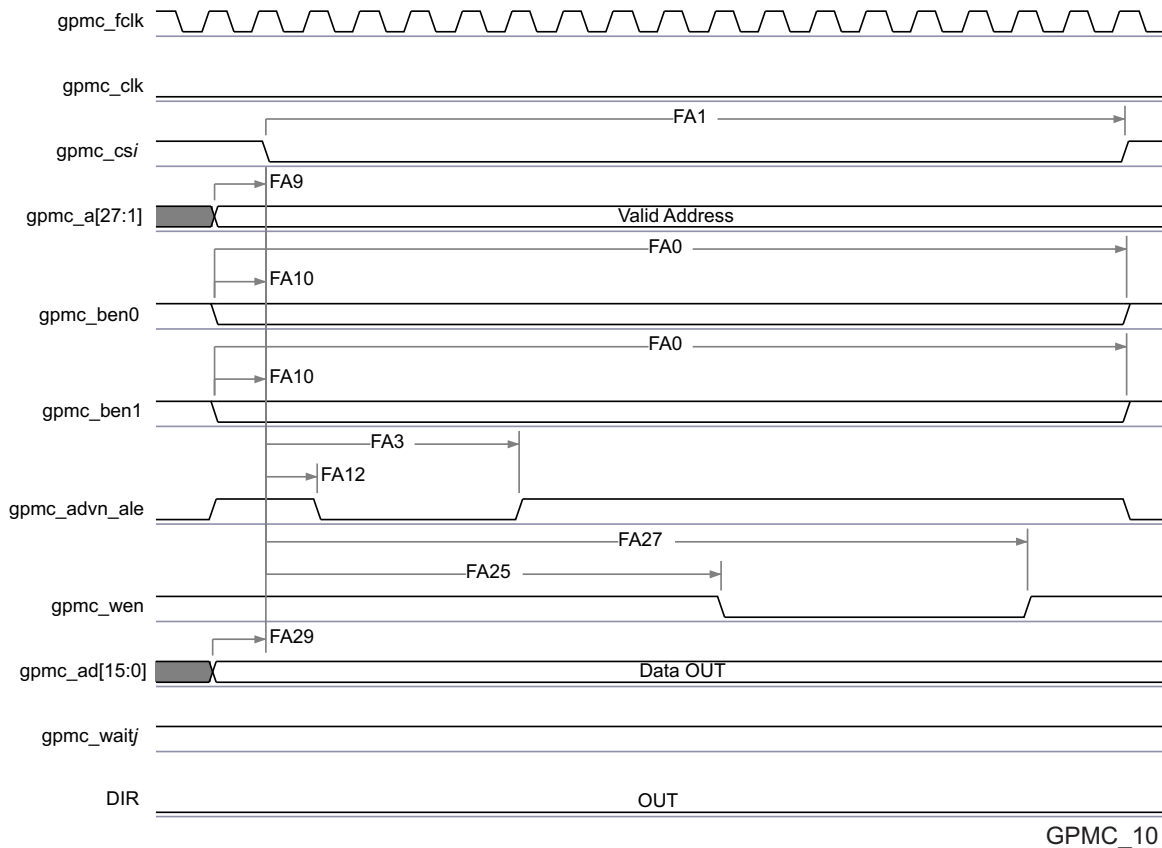 gpmc_fclk
gpmc_clk
FA1
gpmc_csi
FA9
gpmc_a[27:1]
Valid Address
FA0
FA10
gpmc_ben0
FA0
FA10
gpmc_ben1
FA3
FA12
gpmc_advn_ale
FA27
FA25
gpmc_wen
FA29
gpmc_ad[15:0]
Data OUT
gpmc_waitj
DIR
OUT
GPMC_10